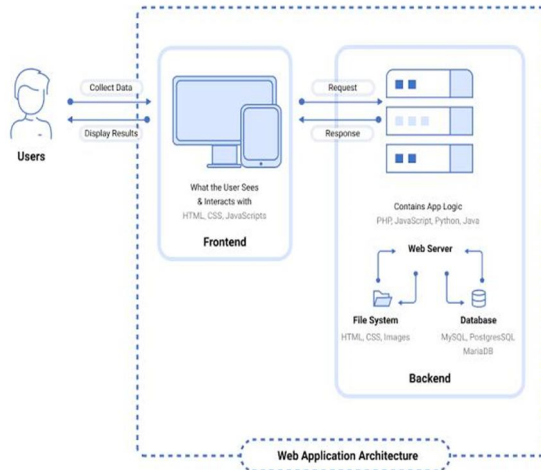 Collect Data
Display Results
Users
What the User Sees
& Interacts with
HTML, CSS, JavaScripts
Frontend
Request
Response
Contains App Logic
PHP, JavaScript, Python, Java
Web Server
File System
HTML, CSS, Images
Database
MySQL, PostgresSQL
MariaDB
Backend
Web Application Architecture